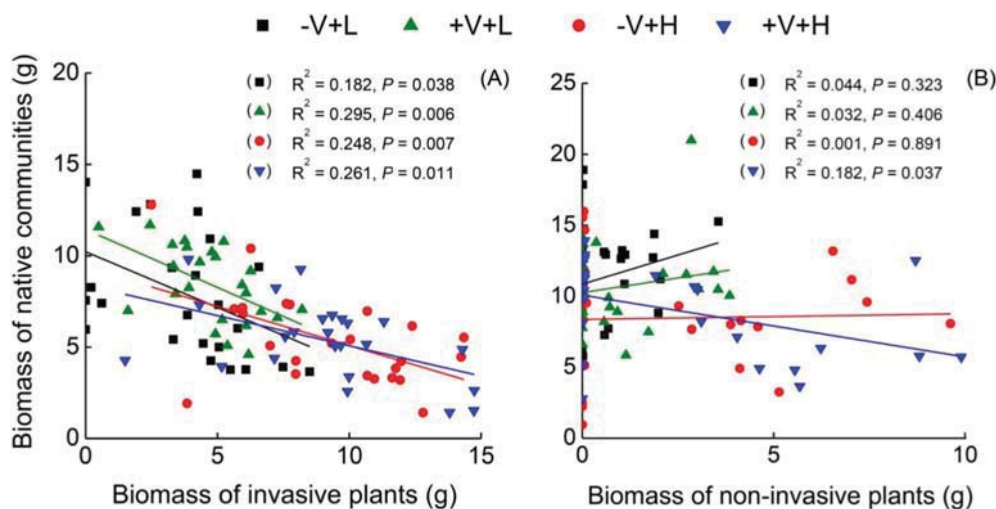 -V+L +V+L -V+H +V+H
Biomass of native communities (g)
20
15
10
5
0
(A)
( ) R² = 0.182, P = 0.038
( ) R² = 0.295, P = 0.006
( ) R² = 0.248, P = 0.007
( ) R² = 0.261, P = 0.011
0 5 10 15
Biomass of invasive plants (g)
25
20
15
10
5
0
(B)
( ) R² = 0.044, P = 0.323
( ) R² = 0.032, P = 0.406
( ) R² = 0.001, P = 0.891
( ) R² = 0.182, P = 0.037
0 5 10
Biomass of non-invasive plants (g)